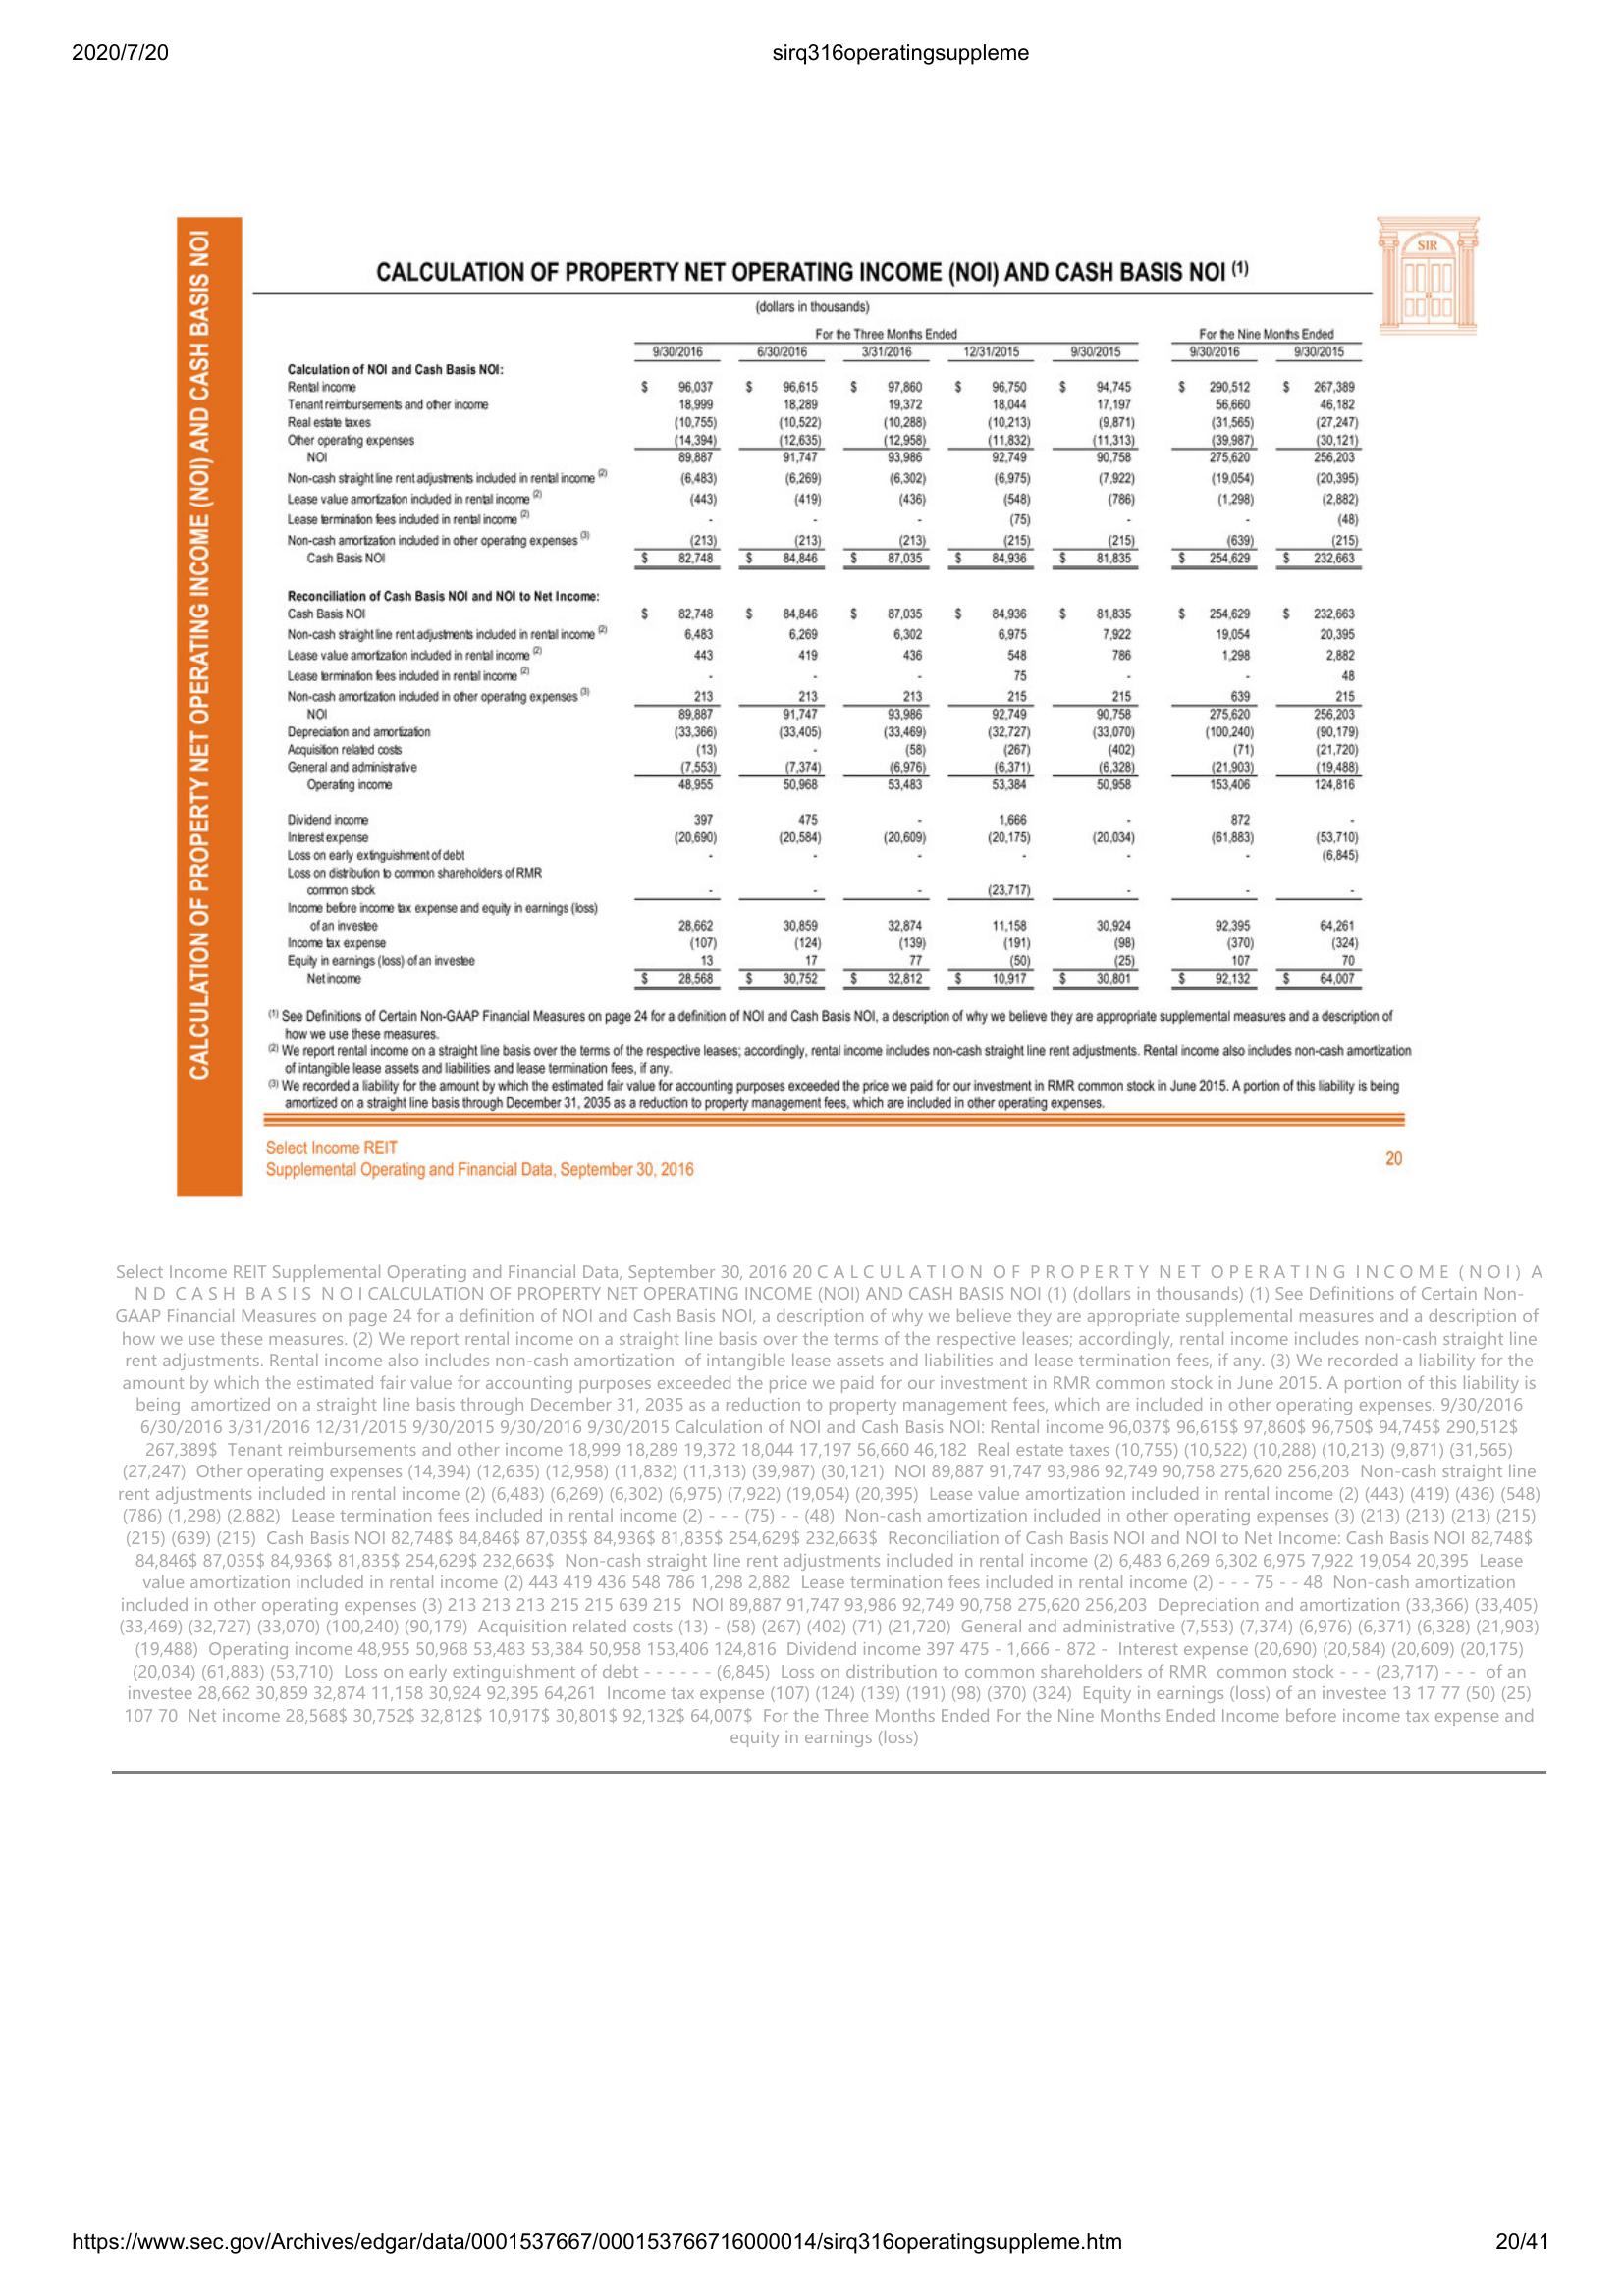 2020/7/20 sirq316operatingsuppleme
CALCULATION OF PROPERTY NET OPERATING INCOME (NOI) AND CASH BASIS NOI
SIR
CALCULATION OF PROPERTY NET OPERATING INCOME (NOI) AND CASH BASIS NOI (1)
(dollars in thousands)
For the Three Months Ended For the Nine Months Ended
9/30/2016 6/30/2016 3/31/2016 12/31/2015 9/30/2015 9/30/2016 9/30/2015
Calculation of NOI and Cash Basis NOI:
Rental income $ 96,037 $ 96,615 $ 97,860 $ 96,750 $ 94,745 $ 290,512 $ 267,389
Tenant reimbursements and other income 18,999 18,289 19,372 18,044 17,197 56,660 46,182
Real estate taxes (10,755) (10,522) (10,288) (10,213) (9,871) (31,565) (27,247)
Other operating expenses (14,394) (12,635) (12,958) (11,832) (11,313) (39,987) (30,121)
NOI 89,887 91,747 93,986 92,749 90,758 275,620 256,203
Non-cash straight line rent adjustments included in rental income (2) (6,483) (6,269) (6,302) (6,975) (7,922) (19,054) (20,395)
Lease value amortization included in rental income (2) (443) (419) (436) (548) (786) (1,298) (2,882)
Lease termination fees included in rental income (2) - - - (75) - - (48)
Non-cash amortization included in other operating expenses (3) (213) (213) (213) (215) (215) (639) (215)
Cash Basis NOI $ 82,748 $ 84,846 $ 87,035 $ 84,936 $ 81,835 $ 254,629 $ 232,663
Reconciliation of Cash Basis NOI and NOI to Net Income:
Cash Basis NOI $ 82,748 $ 84,846 $ 87,035 $ 84,936 $ 81,835 $ 254,629 $ 232,663
Non-cash straight line rent adjustments included in rental income (2) 6,483 6,269 6,302 6,975 7,922 19,054 20,395
Lease value amortization included in rental income (2) 443 419 436 548 786 1,298 2,882
Lease termination fees included in rental income (2) - - - 75 - - 48
Non-cash amortization included in other operating expenses (3) 213 213 213 215 215 639 215
NOI 89,887 91,747 93,986 92,749 90,758 275,620 256,203
Depreciation and amortization (33,366) (33,405) (33,469) (32,727) (33,070) (100,240) (90,179)
Acquisition related costs (13) - (58) (267) (402) (71) (21,720)
General and administrative (7,553) (7,374) (6,976) (6,371) (6,328) (21,903) (19,488)
Operating income 48,955 50,968 53,483 53,384 50,958 153,406 124,816
Dividend income 397 475 - 1,666 - 872 -
Interest expense (20,690) (20,584) (20,609) (20,175) (20,034) (61,883) (53,710)
Loss on early extinguishment of debt - - - - - - (6,845)
Loss on distribution to common shareholders of RMR
common stock - - - (23,717) - - -
Income before income tax expense and equity in earnings (loss)
of an investee 28,662 30,859 32,874 11,158 30,924 92,395 64,261
Income tax expense (107) (124) (139) (191) (98) (370) (324)
Equity in earnings (loss) of an investee 13 17 77 (50) (25) 107 70
Net income $ 28,568 $ 30,752 $ 32,812 $ 10,917 $ 30,801 $ 92,132 $ 64,007
(1) See Definitions of Certain Non-GAAP Financial Measures on page 24 for a definition of NOI and Cash Basis NOI, a description of why we believe they are appropriate supplemental measures and a description of
how we use these measures.
(2) We report rental income on a straight line basis over the terms of the respective leases; accordingly, rental income includes non-cash straight line rent adjustments. Rental income also includes non-cash amortization
of intangible lease assets and liabilities and lease termination fees, if any.
(3) We recorded a liability for the amount by which the estimated fair value for accounting purposes exceeded the price we paid for our investment in RMR common stock in June 2015. A portion of this liability is being
amortized on a straight line basis through December 31, 2035 as a reduction to property management fees, which are included in other operating expenses.
Select Income REIT
Supplemental Operating and Financial Data, September 30, 2016 20
Select Income REIT Supplemental Operating and Financial Data, September 30, 2016 20 C A L C U L A T I O N O F P R O P E R T Y N E T O P E R A T I N G I N C O M E ( N O I ) A
N D C A S H B A S I S N O I CALCULATION OF PROPERTY NET OPERATING INCOME (NOI) AND CASH BASIS NOI (1) (dollars in thousands) (1) See Definitions of Certain Non-
GAAP Financial Measures on page 24 for a definition of NOI and Cash Basis NOI, a description of why we believe they are appropriate supplemental measures and a description of
how we use these measures. (2) We report rental income on a straight line basis over the terms of the respective leases; accordingly, rental income includes non-cash straight line
rent adjustments. Rental income also includes non-cash amortization of intangible lease assets and liabilities and lease termination fees, if any. (3) We recorded a liability for the
amount by which the estimated fair value for accounting purposes exceeded the price we paid for our investment in RMR common stock in June 2015. A portion of this liability is
being amortized on a straight line basis through December 31, 2035 as a reduction to property management fees, which are included in other operating expenses. 9/30/2016
6/30/2016 3/31/2016 12/31/2015 9/30/2015 9/30/2016 9/30/2015 Calculation of NOI and Cash Basis NOI: Rental income 96,037$ 96,615$ 97,860$ 96,750$ 94,745$ 290,512$
267,389$ Tenant reimbursements and other income 18,999 18,289 19,372 18,044 17,197 56,660 46,182 Real estate taxes (10,755) (10,522) (10,288) (10,213) (9,871) (31,565)
(27,247) Other operating expenses (14,394) (12,635) (12,958) (11,832) (11,313) (39,987) (30,121) NOI 89,887 91,747 93,986 92,749 90,758 275,620 256,203 Non-cash straight line
rent adjustments included in rental income (2) (6,483) (6,269) (6,302) (6,975) (7,922) (19,054) (20,395) Lease value amortization included in rental income (2) (443) (419) (436) (548)
(786) (1,298) (2,882) Lease termination fees included in rental income (2) - - - (75) - - (48) Non-cash amortization included in other operating expenses (3) (213) (213) (213) (215)
(215) (639) (215) Cash Basis NOI 82,748$ 84,846$ 87,035$ 84,936$ 81,835$ 254,629$ 232,663$ Reconciliation of Cash Basis NOI and NOI to Net Income: Cash Basis NOI 82,748$
84,846$ 87,035$ 84,936$ 81,835$ 254,629$ 232,663$ Non-cash straight line rent adjustments included in rental income (2) 6,483 6,269 6,302 6,975 7,922 19,054 20,395 Lease
value amortization included in rental income (2) 443 419 436 548 786 1,298 2,882 Lease termination fees included in rental income (2) - - - 75 - - 48 Non-cash amortization
included in other operating expenses (3) 213 213 213 215 215 639 215 NOI 89,887 91,747 93,986 92,749 90,758 275,620 256,203 Depreciation and amortization (33,366) (33,405)
(33,469) (32,727) (33,070) (100,240) (90,179) Acquisition related costs (13) - (58) (267) (402) (71) (21,720) General and administrative (7,553) (7,374) (6,976) (6,371) (6,328) (21,903)
(19,488) Operating income 48,955 50,968 53,483 53,384 50,958 153,406 124,816 Dividend income 397 475 - 1,666 - 872 - Interest expense (20,690) (20,584) (20,609) (20,175)
(20,034) (61,883) (53,710) Loss on early extinguishment of debt - - - - - - (6,845) Loss on distribution to common shareholders of RMR common stock - - - (23,717) - - - of an
investee 28,662 30,859 32,874 11,158 30,924 92,395 64,261 Income tax expense (107) (124) (139) (191) (98) (370) (324) Equity in earnings (loss) of an investee 13 17 77 (50) (25)
107 70 Net income 28,568$ 30,752$ 32,812$ 10,917$ 30,801$ 92,132$ 64,007$ For the Three Months Ended For the Nine Months Ended Income before income tax expense and
equity in earnings (loss)
https://www.sec.gov/Archives/edgar/data/0001537667/000153766716000014/sirq316operatingsuppleme.htm 20/41